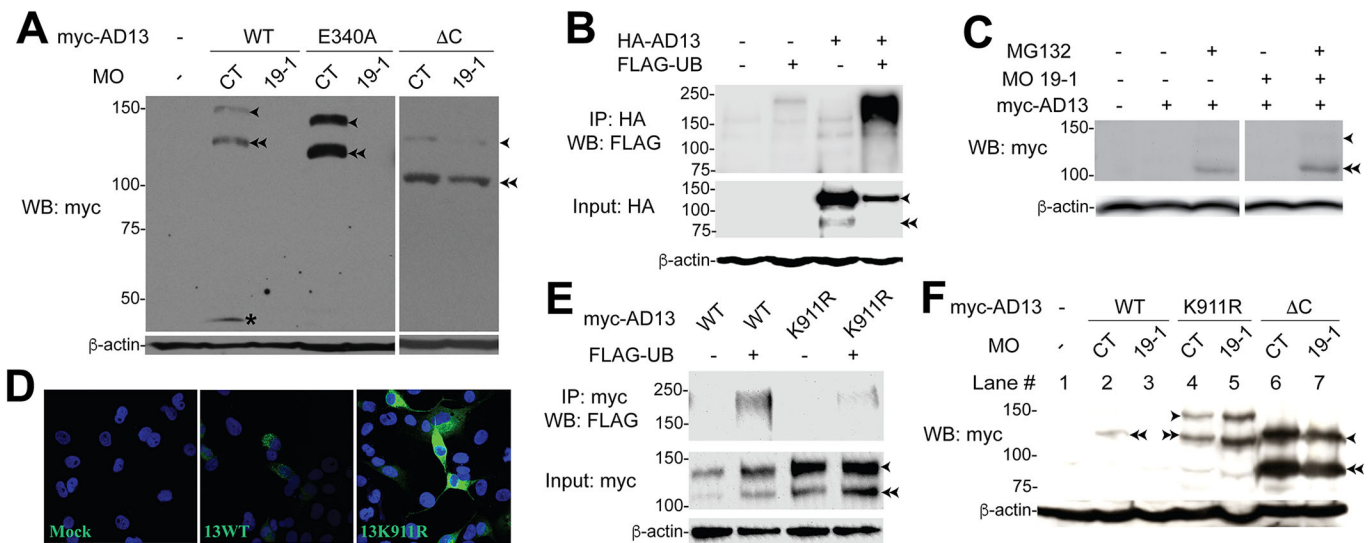 A
myc-AD13 - WT E340A ΔC
MO - CT 19-1 CT 19-1 CT 19-1
150
100
WB: myc
50
*
β-actin
B
HA-AD13 - - + +
FLAG-UB - + - +
250
IP: HA
150
WB: FLAG
100
75
150
Input: HA
100
75
β-actin
C
MG132 - - + - +
MO 19-1 - - - + +
myc-AD13 - + + + +
150
WB: myc
100
β-actin
D
Mock
13WT
13K911R
E
myc-AD13 WT WT K911R K911R
FLAG-UB - + - +
IP: myc
250
WB: FLAG
150
150
Input: myc
100
β-actin
F
myc-AD13 - WT K911R ΔC
MO - CT 19-1 CT 19-1 CT 19-1
Lane # 1 2 3 4 5 6 7
150
WB: myc
100
75
β-actin